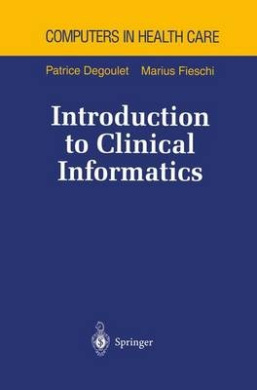 COMPUTERS IN HEALTH CARE
Patrice Degoulet Marius Fieschi
Introduction
to Clinical
Informatics
Springer